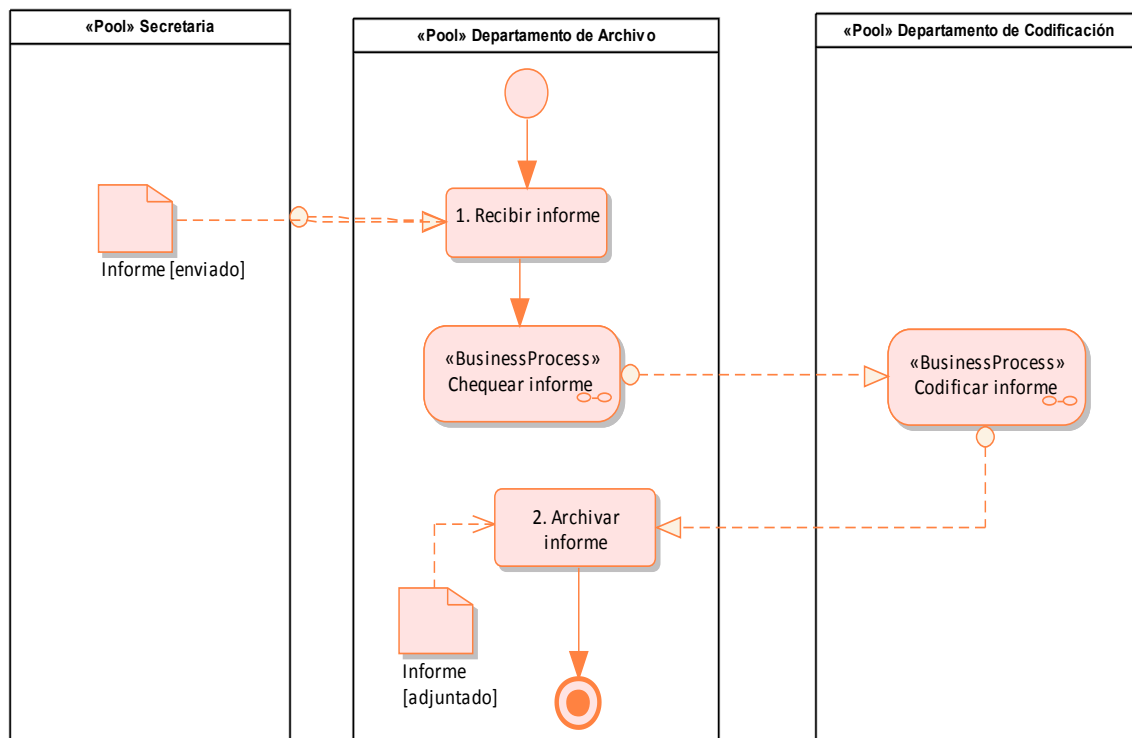 «Pool» Secretaria
«Pool» Departamento de Archivo
«Pool» Departamento de Codificación
1. Recibir informe
Informe [enviado]
«BusinessProcess»
Chequear informe
«BusinessProcess»
Codificar informe
2. Archivar
informe
Informe
[adjuntado]